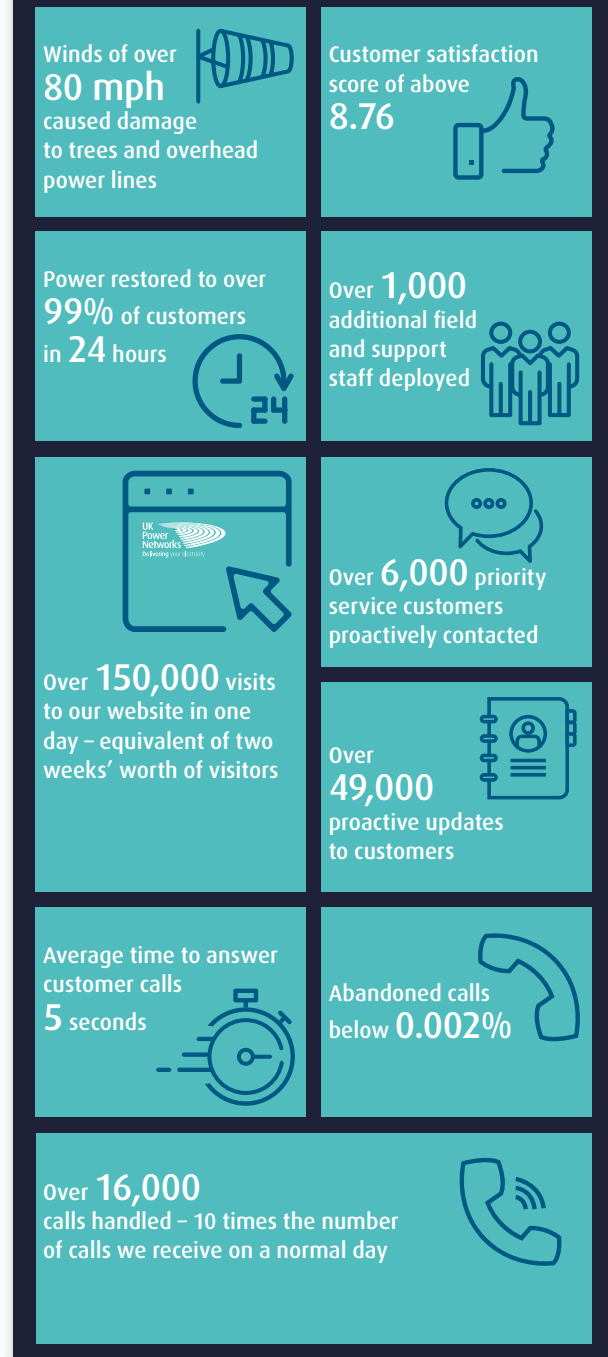 Winds of over
80 mph
caused damage
to trees and overhead
power lines
Customer satisfaction
score of above
8.76
Power restored to over
99% of customers
in 24 hours
24
Over 1,000
additional field
and support
staff deployed
UK
Power
Networks
Delivering your electricity
Over 150,000 visits
to our website in one
day – equivalent of two
weeks’ worth of visitors
Over 6,000 priority
service customers
proactively contacted
Over
49,000
proactive updates
to customers
Average time to answer
customer calls
5 seconds
Abandoned calls
below 0.002%
Over 16,000
calls handled – 10 times the number
of calls we receive on a normal day